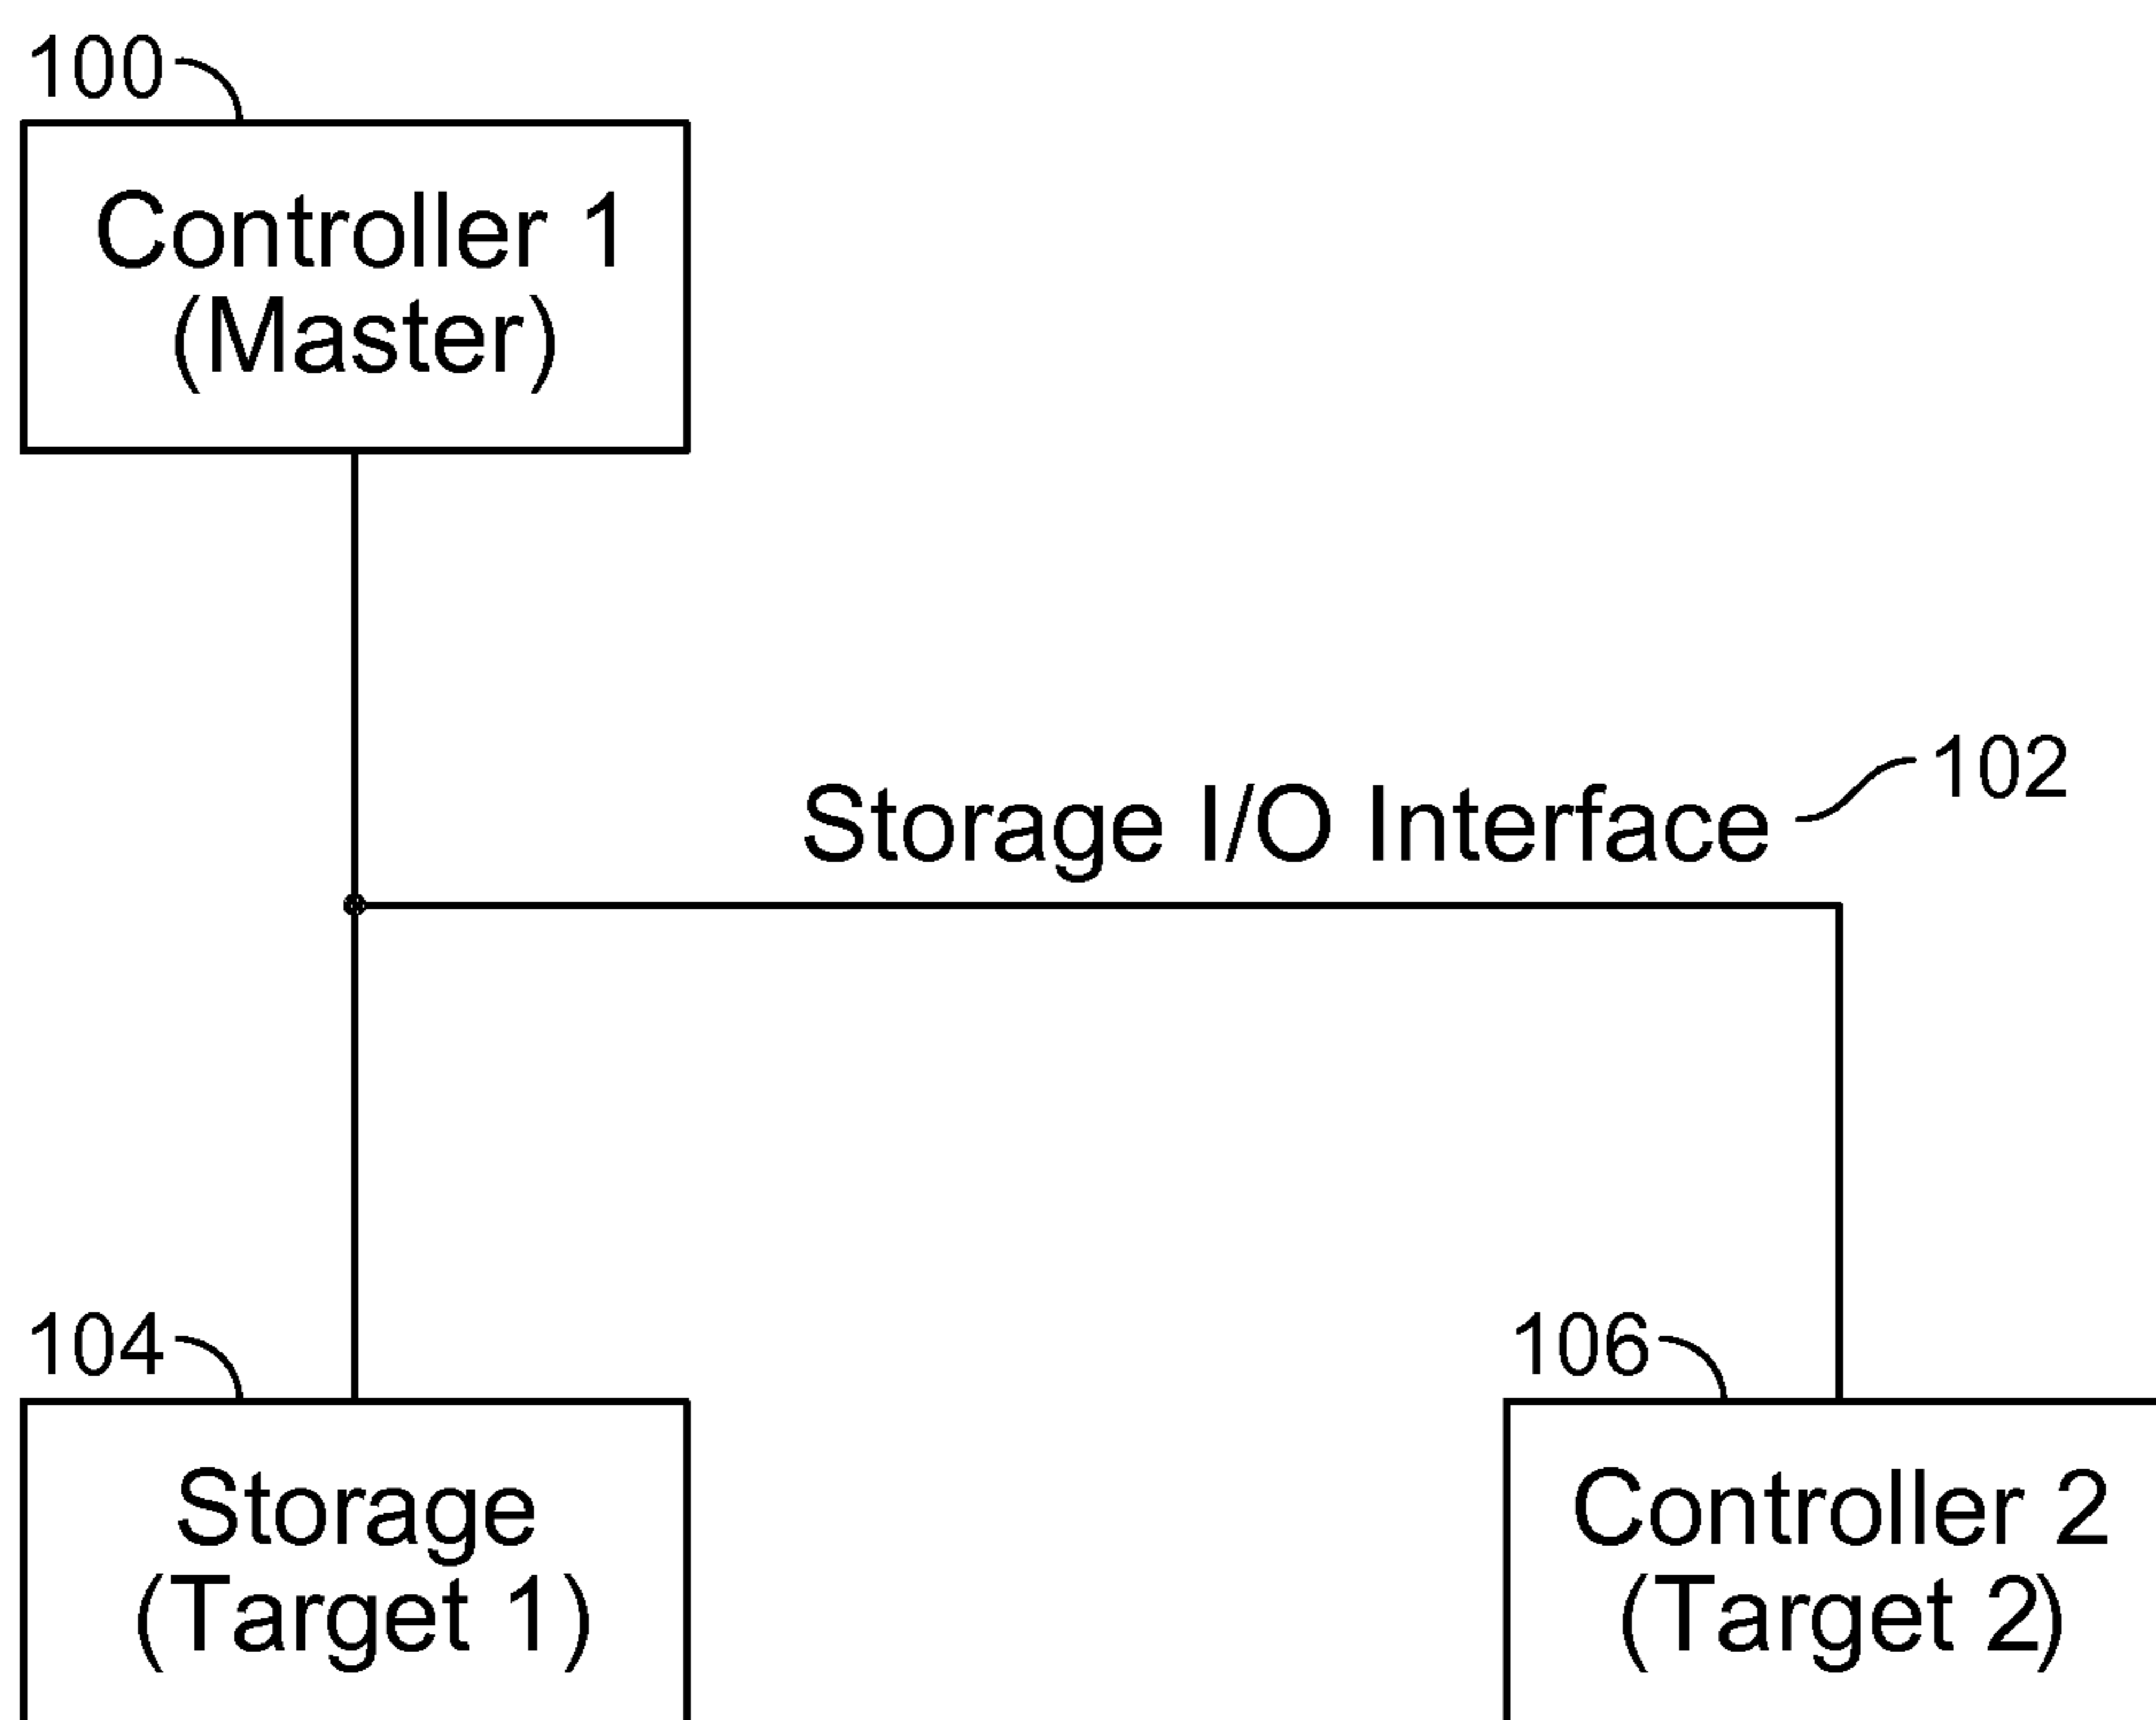 100
Controller 1
(Master)
Storage I/O Interface
102
104
Storage
(Target 1)
106
Controller 2
(Target 2)